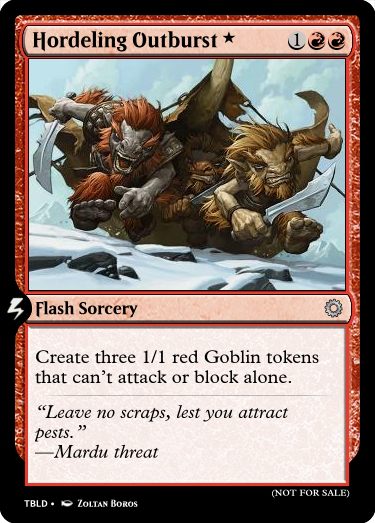 Hordeling Outburst ★ 1
Flash Sorcery
Create three 1/1 red Goblin tokens
that can't attack or block alone.
“Leave no scraps, lest you attract
pests.”
—Mardu threat
(NOT FOR SALE)
TBLD • Zoltan Boros